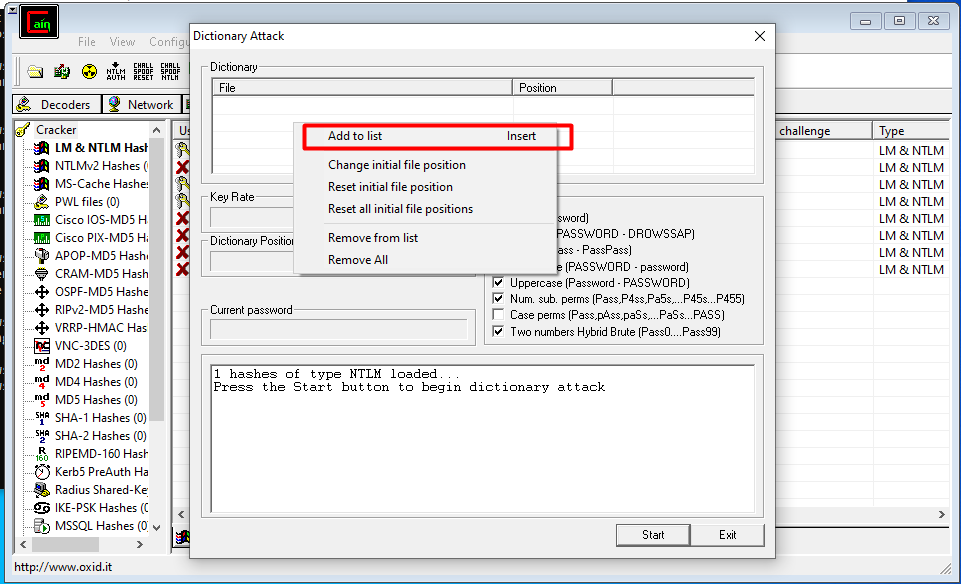 Cain
File View Configu
NTLM AUTH
CHALL SPOOF RESET
CHALL SPOOF NTLM
Decoders
Network
Cracker
LM & NTLM Hash
NTLMv2 Hashes (
MS-Cache Hashes
PWL files (0)
Cisco IOS-MD5 H
Cisco PIX-MD5 Ha
APOP-MD5 Hashe
CRAM-MD5 Hashe
OSPF-MD5 Hashe
RIPv2-MD5 Hashe
VRRP-HMAC Has
VNC-3DES (0)
MD2 Hashes (0)
MD4 Hashes (0)
MD5 Hashes (0)
SHA-1 Hashes (0)
SHA-2 Hashes (0)
RIPEMD-160 Hash
Kerb5 PreAuth Ha
Radius Shared-Key
IKE-PSK Hashes (0
MSSQL Hashes (0)
Us
challenge
Type
LM & NTLM
LM & NTLM
LM & NTLM
LM & NTLM
LM & NTLM
LM & NTLM
LM & NTLM
LM & NTLM
http://www.oxid.it
Dictionary Attack
Dictionary
File
Position
Add to list Insert
Change initial file position
Reset initial file position
Reset all initial file positions
Remove from list
Remove All
Key Rate
Dictionary Position
Current password
sword)
PASSWORD - DROWSSAP)
ass - PassPass)
e (PASSWORD - password)
Uppercase (Password - PASSWORD)
Num. sub. perms (Pass,P4ss,Pa5s,...P45s...P455)
Case perms (Pass,pAss,paSs,...PaSs...PASS)
Two numbers Hybrid Brute (Pass0....Pass99)
1 hashes of type NTLM loaded...
Press the Start button to begin dictionary attack
Start
Exit